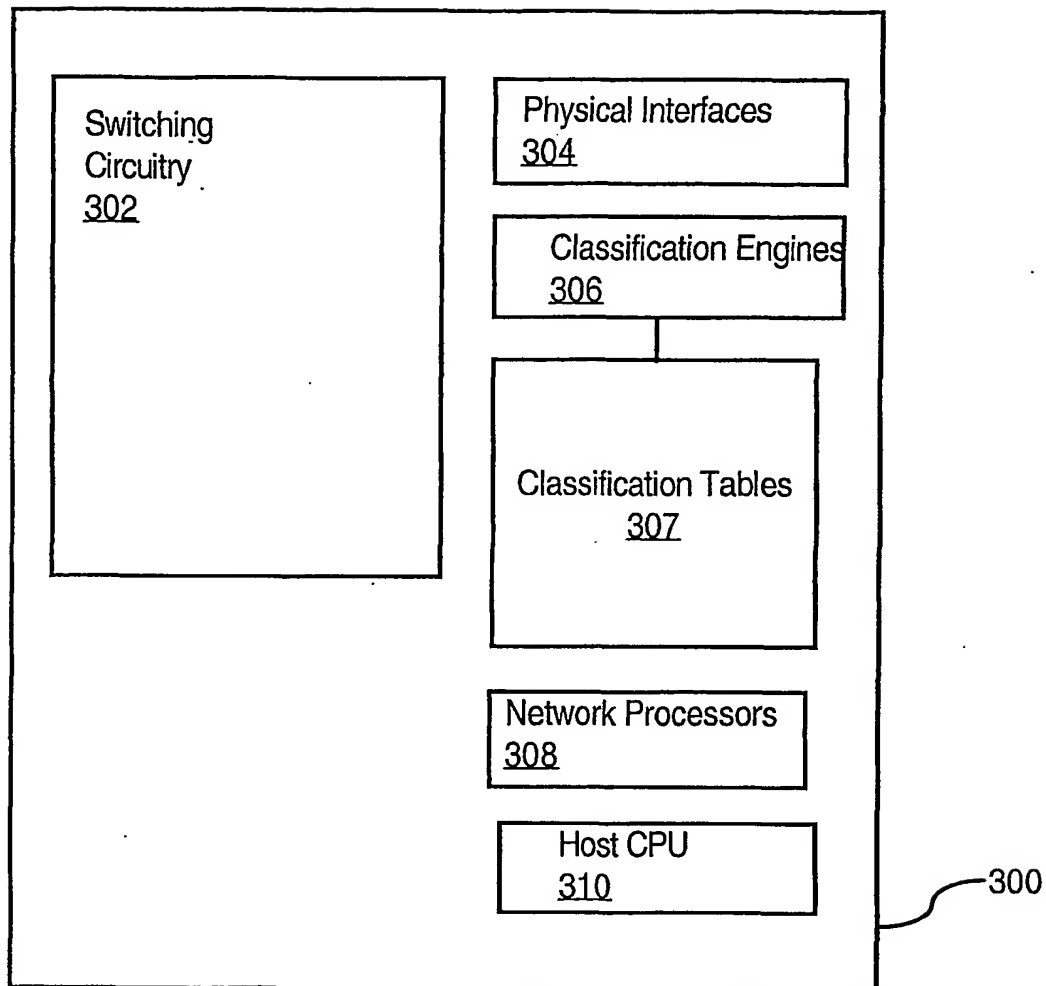 Switching
Circuitry
302
Physical Interfaces
304
Classification Engines
306
Classification Tables
307
Network Processors
308
Host CPU
310
300